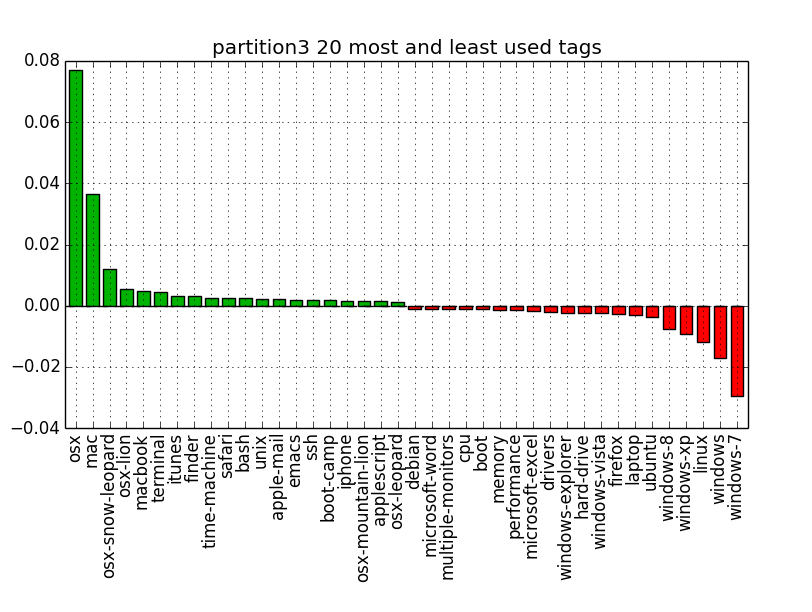 partition3 20 most and least used tags
0.08
0.06
0.04
0.02
0.00
−0.02
−0.04
osx
mac
osx-snow-leopard
osx-lion
macbook
terminal
itunes
finder
time-machine
safari
bash
unix
apple-mail
emacs
ssh
boot-camp
iphone
osx-mountain-lion
applescript
osx-leopard
debian
microsoft-word
multiple-monitors
cpu
boot
memory
performance
microsoft-excel
drivers
windows-explorer
hard-drive
windows-vista
firefox
laptop
ubuntu
windows-8
windows-xp
linux
windows
windows-7